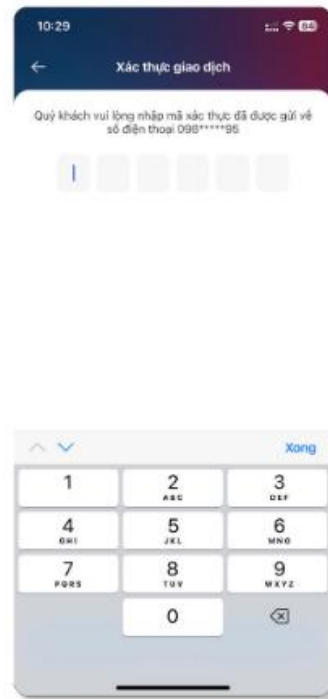 10:29
84
Xác thực giao dịch
Quý khách vui lòng nhập mã xác thực đã được gửi về
số điện thoại 098*****95
Xong
1
2
ABC
3
DEF
4
GHI
5
JKL
6
MNO
7
PQRS
8
TUV
9
WXYZ
0